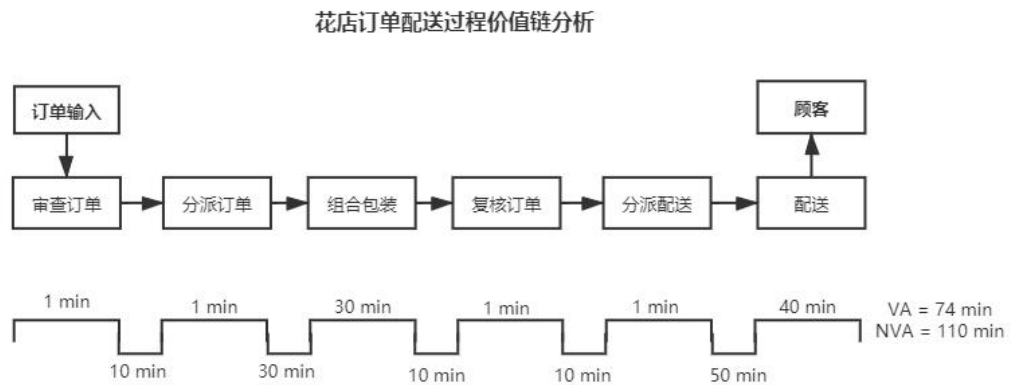 花店订单配送过程价值链分析
订单输入
顾客
审查订单
分派订单
组合包装
复核订单
分派配送
配送
1 min
1 min
30 min
1 min
1 min
40 min
VA = 74 min
NVA = 110 min
10 min
30 min
10 min
10 min
50 min